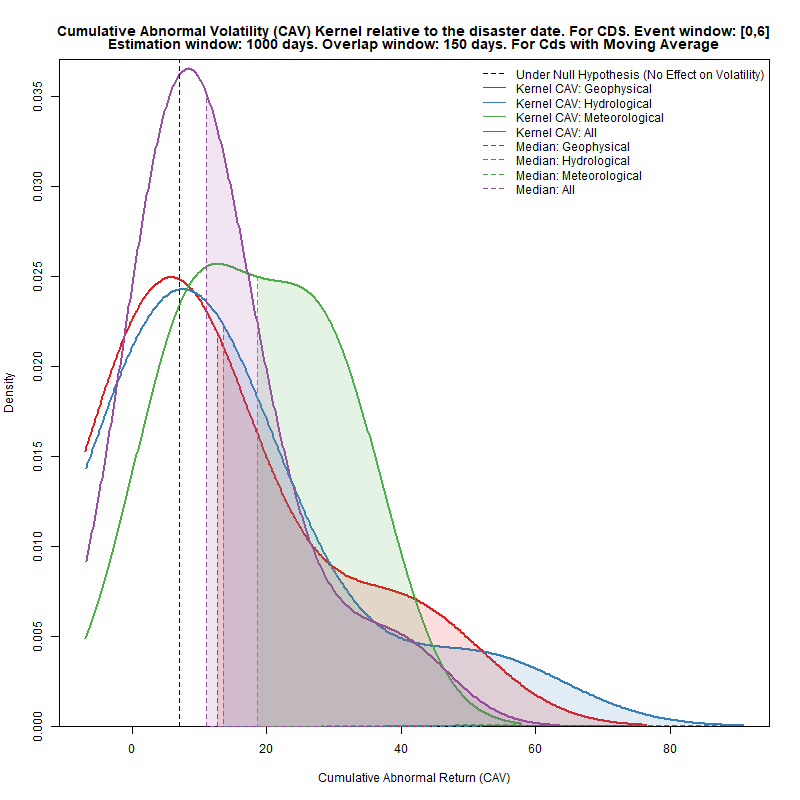 Cumulative Abnormal Volatility (CAV) Kernel relative to the disaster date. For CDS. Event window: [0,6]
Estimation window: 1000 days. Overlap window: 150 days. For Cds with Moving Average
Under Null Hypothesis (No Effect on Volatility)
Kernel CAV: Geophysical
Kernel CAV: Hydrological
Kernel CAV: Meteorological
Kernel CAV: All
Median: Geophysical
Median: Hydrological
Median: Meteorological
Median: All
Density
0.035
0.030
0.025
0.020
0.015
0.010
0.005
0.000
0 20 40 60 80
Cumulative Abnormal Return (CAV)